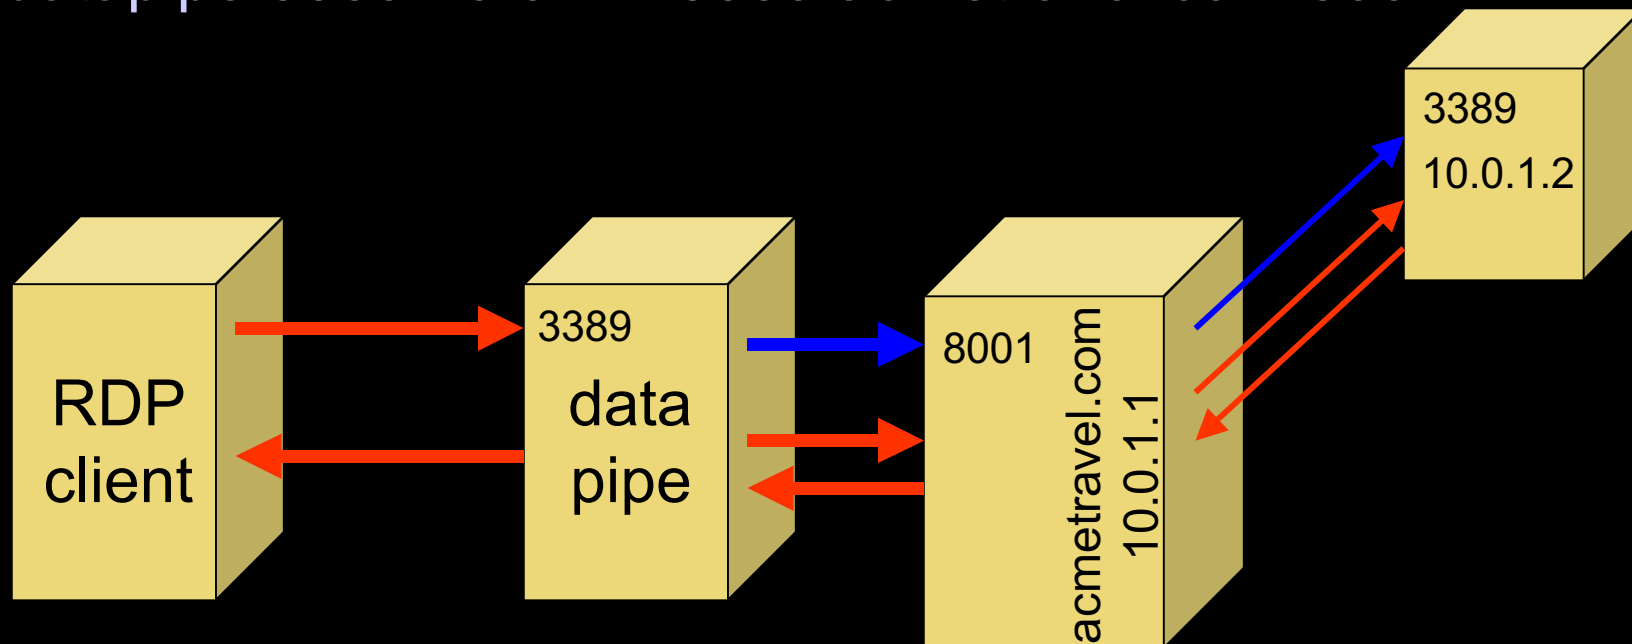 RDP
client
3389
data
pipe
8001
acmetravel.com
10.0.1.1
3389
10.0.1.2